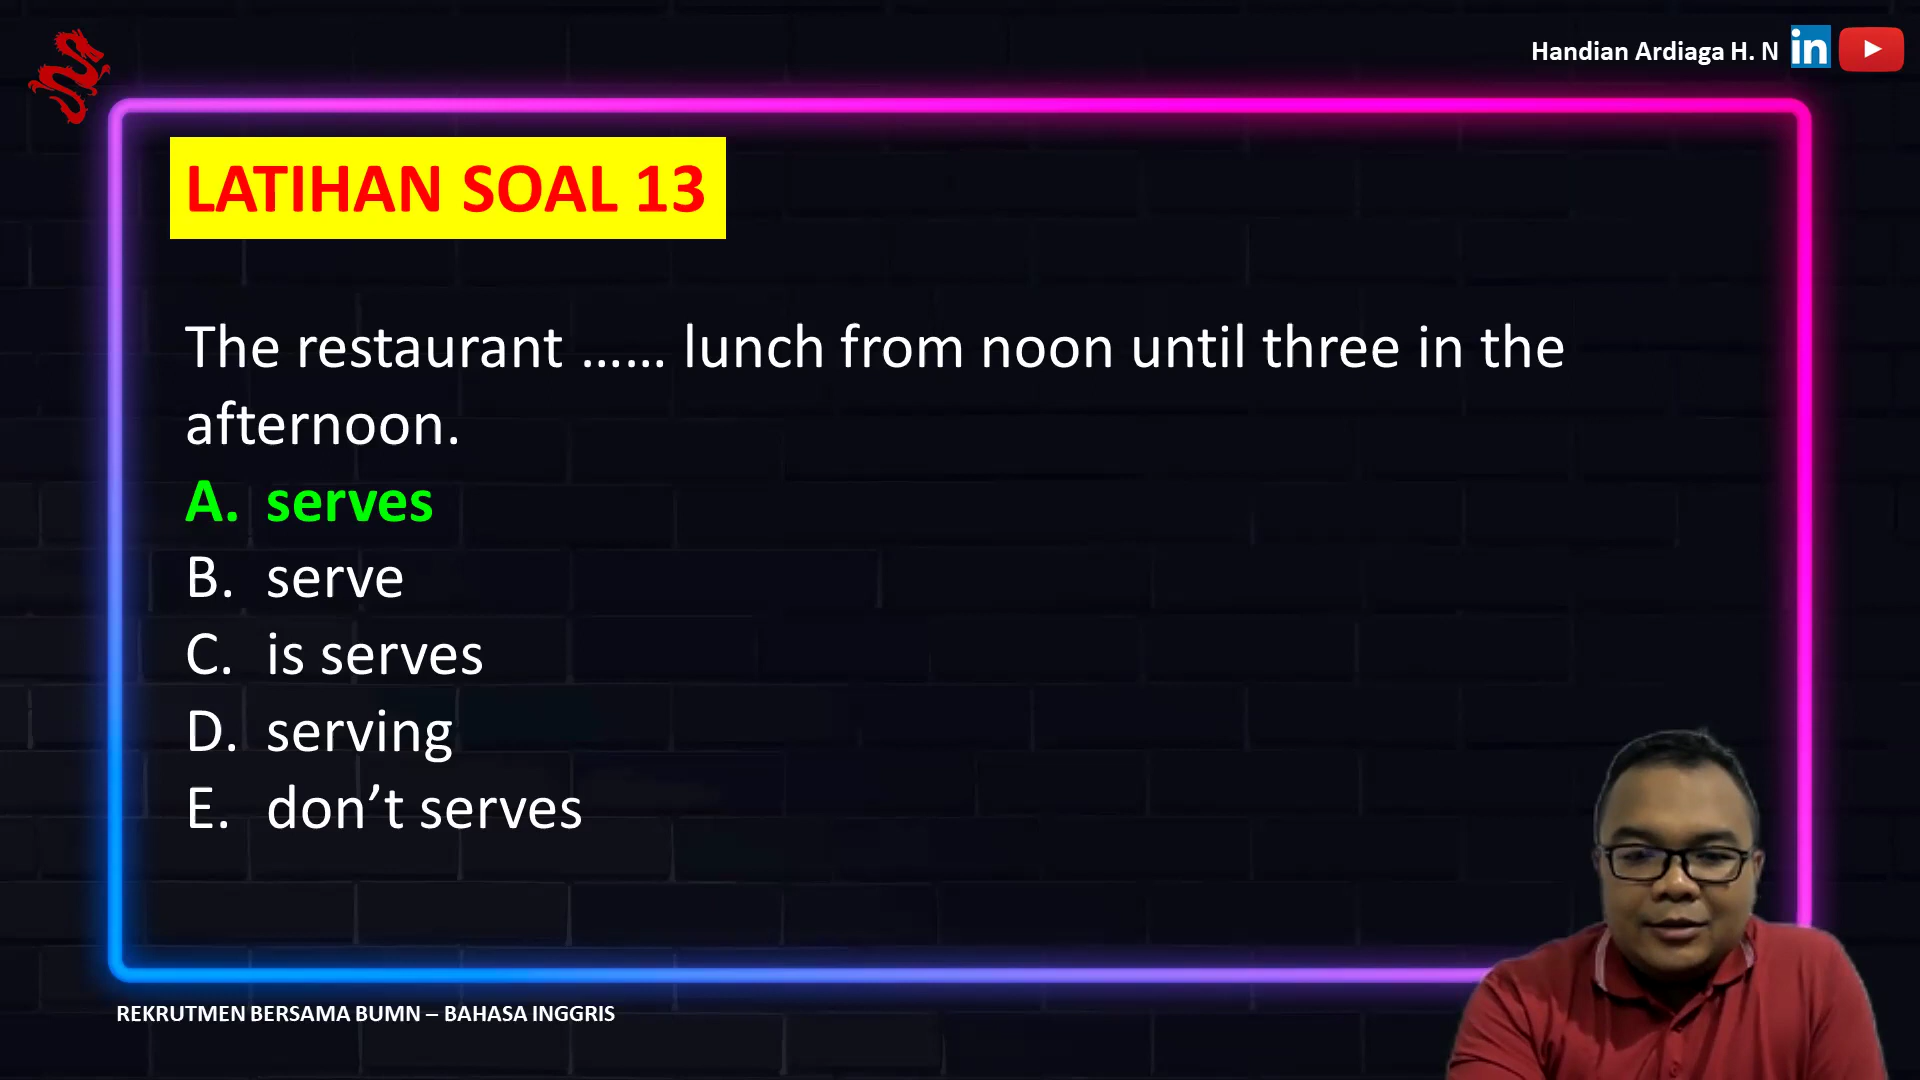 Handian Ardiaga H. N
LATIHAN SOAL 13
The restaurant …… lunch from noon until three in the
afternoon.
A. serves
B. serve
C. is serves
D. serving
E. don’t serves
REKRUTMEN BERSAMA BUMN – BAHASA INGGRIS